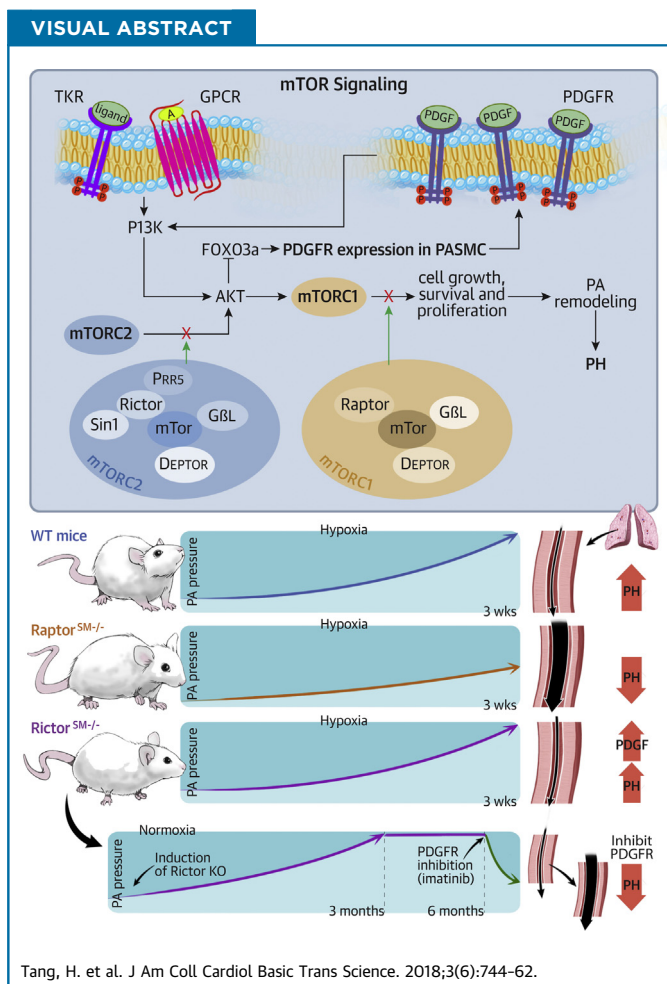 VISUAL ABSTRACT
mTOR Signaling
TKR
ligand
A
GPCR
PDGF
PDGF
PDGF
PDGFR
P P P P
P P P P
P P P P
P P P P
P13K
FOXO3a
PDGFR expression in PASMC
AKT
mTORC1
X
cell growth,
survival and
proliferation
PA
remodeling
PH
mTORC2
X
PRR5
Rictor
Sin1
mTor
GßL
DEPTOR
mTORC2
Raptor
GßL
mTor
DEPTOR
mTORC1
WT mice
PA pressure
Hypoxia
3 wks
PH
Raptor SM-/-
PA pressure
Hypoxia
3 wks
PH
Rictor SM-/-
PA pressure
Hypoxia
3 wks
PDGF
PH
Normoxia
PA pressure
Induction
of Rictor KO
PDGFR
inhibition
(imatinib)
3 months
6 months
Inhibit
PDGFR
PH
Tang, H. et al. J Am Coll Cardiol Basic Trans Science. 2018;3(6):744-62.